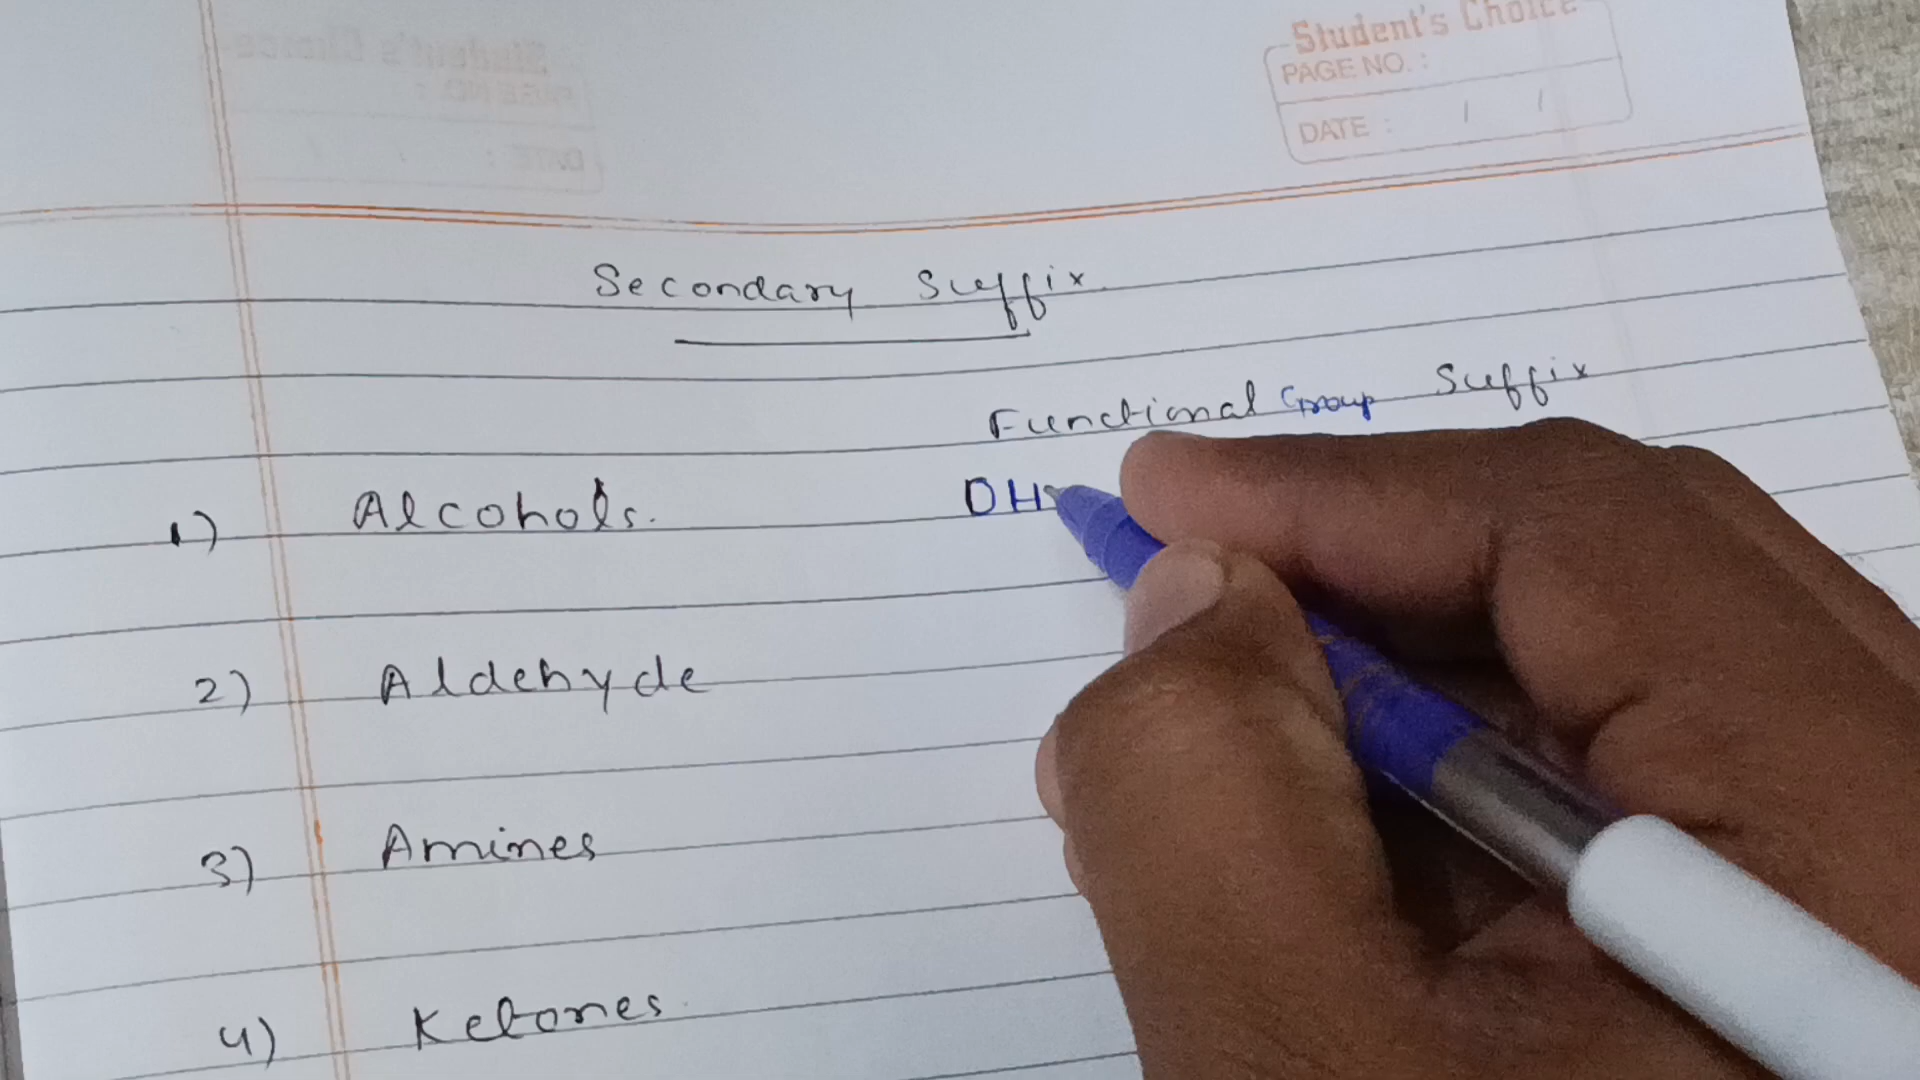 Student's Choice
PAGE NO. :
DATE : / /
Secondary Suffix
Functional Group Suffix
1) Alcohols. OH
2) Aldehyde
3) Amines
4) Ketones